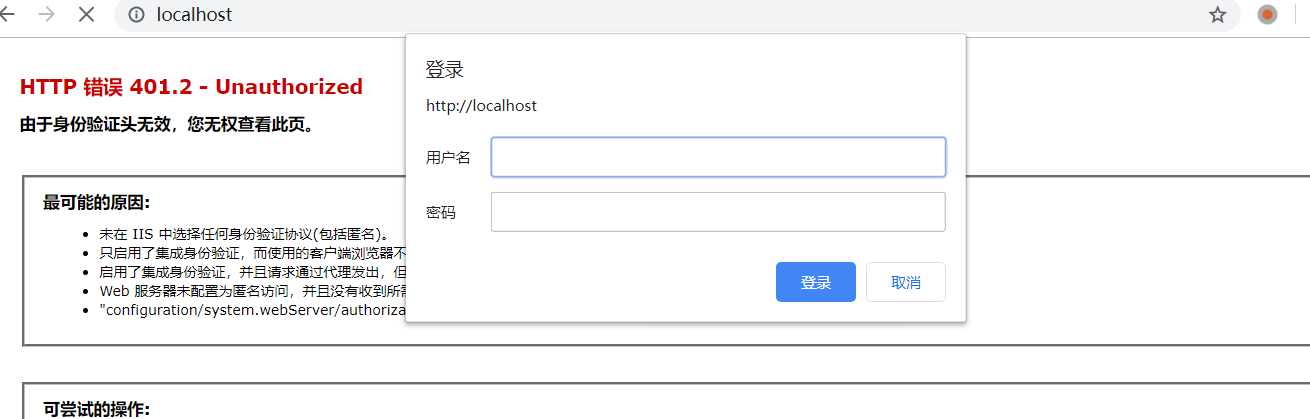 localhost
HTTP 错误 401.2 - Unauthorized
由于身份验证头无效，您无权查看此页。
登录
http://localhost
用户名
密码
登录 取消
最可能的原因:
未在 IIS 中选择任何身份验证协议(包括匿名)。
只启用了集成身份验证，而使用的客户端浏览器不
启用了集成身份验证，并且请求通过代理发出，但
Web 服务器未配置为匿名访问，并且没有收到所需
"configuration/system.webServer/authoriza
可尝试的操作: